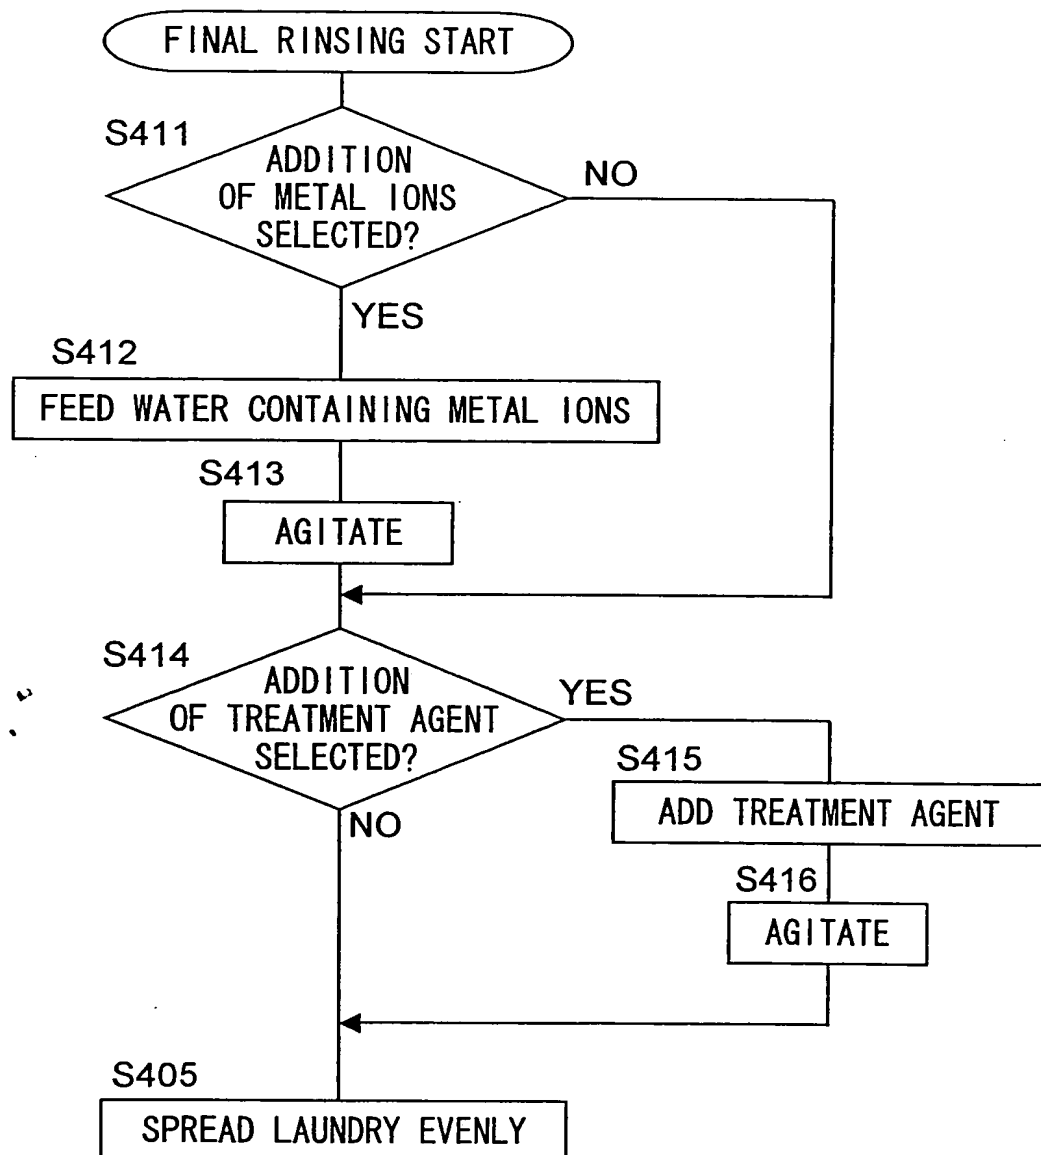 FINAL RINSING START
S411
ADDITION
OF METAL IONS
SELECTED?
NO
YES
S412
FEED WATER CONTAINING METAL IONS
S413
AGITATE
S414
ADDITION
OF TREATMENT AGENT
SELECTED?
YES
NO
S415
ADD TREATMENT AGENT
S416
AGITATE
S405
SPREAD LAUNDRY EVENLY